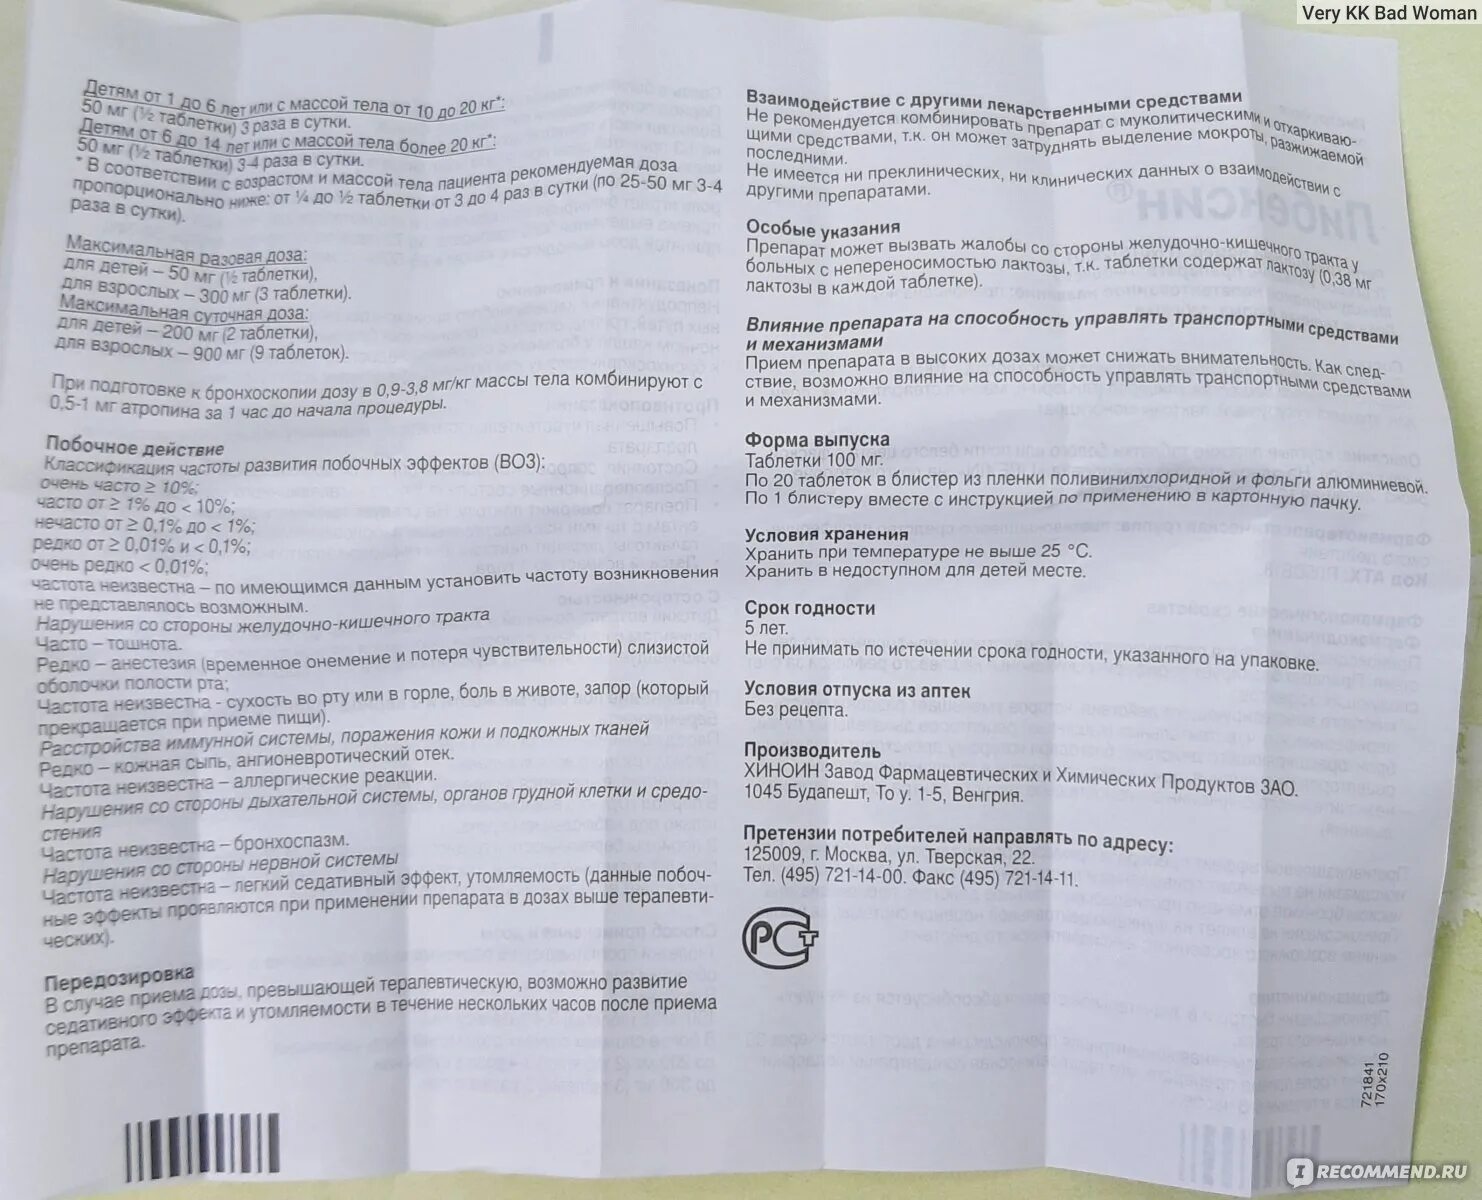 Very KK Bad Woman
Детям от 1 до 6 лет или с массой тела от 10 до 20 кг*:
50 мг (½ таблетки) 3 раза в сутки.
Детям от 6 до 14 лет или с массой тела более 20 кг*:
50 мг (½ таблетки) 3-4 раза в сутки.
* В соответствии с возрастом и массой тела пациента рекомендуемая доза
пропорционально ниже: от ¼ до ½ таблетки от 3 до 4 раз в сутки (по 25-50 мг 3-4
раза в сутки).
Максимальная разовая доза:
для детей – 50 мг (½ таблетки),
для взрослых – 300 мг (3 таблетки).
Максимальная суточная доза:
для детей – 200 мг (2 таблетки),
для взрослых – 900 мг (9 таблеток).
При подготовке к бронхоскопии дозу в 0,9-3,8 мг/кг массы тела комбинируют с
0,5-1 мг атропина за 1 час до начала процедуры.
Побочное действие
Классификация частоты развития побочных эффектов (ВОЗ):
очень часто ≥ 10%;
часто от ≥ 1% до < 10%;
нечасто от ≥ 0,1% до < 1%;
редко от ≥ 0,01% и < 0,1%;
очень редко < 0,01%;
частота неизвестна – по имеющимся данным установить частоту возникновения
не представлялось возможным.
Нарушения со стороны желудочно-кишечного тракта
Часто – тошнота.
Редко – анестезия (временное онемение и потеря чувствительности) слизистой
оболочки полости рта;
Частота неизвестна - сухость во рту или в горле, боль в животе, запор (который
прекращается при приеме пищи).
Расстройства иммунной системы, поражения кожи и подкожных тканей
Редко – кожная сыпь, ангионевротический отек.
Частота неизвестна – аллергические реакции.
Нарушения со стороны дыхательной системы, органов грудной клетки и средо-
стения
Частота неизвестна – бронхоспазм.
Нарушения со стороны нервной системы
Частота неизвестна – легкий седативный эффект, утомляемость (данные побоч-
ные эффекты проявляются при применении препарата в дозах выше терапевти-
ческих).
Передозировка
В случае приема дозы, превышающей терапевтическую, возможно развитие
седативного эффекта и утомляемости в течение нескольких часов после приема
препарата.
Взаимодействие с другими лекарственными средствами
Не рекомендуется комбинировать препарат с муколитическими и отхаркиваю-
щими средствами, т.к. он может затруднять выделение мокроты, разжижаемой
последними.
Не имеется ни преклинических, ни клинических данных о взаимодействии с
другими препаратами.
Особые указания
Препарат может вызвать жалобы со стороны желудочно-кишечного тракта у
больных с непереносимостью лактозы, т.к. таблетки содержат лактозу (0,38 мг
лактозы в каждой таблетке).
Влияние препарата на способность управлять транспортными средствами
и механизмами
Прием препарата в высоких дозах может снижать внимательность. Как след-
ствие, возможно влияние на способность управлять транспортными средствами
и механизмами.
Форма выпуска
Таблетки 100 мг.
По 20 таблеток в блистер из пленки поливинилхлоридной и фольги алюминиевой.
По 1 блистеру вместе с инструкцией по применению в картонную пачку.
Условия хранения
Хранить при температуре не выше 25 °С.
Хранить в недоступном для детей месте.
Срок годности
5 лет.
Не принимать по истечении срока годности, указанного на упаковке.
Условия отпуска из аптек
Без рецепта.
Производитель
ХИНОИН Завод Фармацевтических и Химических Продуктов ЗАО.
1045 Будапешт, То у. 1-5, Венгрия.
Претензии потребителей направлять по адресу:
125009, г. Москва, ул. Тверская, 22.
Тел. (495) 721-14-00. Факс (495) 721-14-11.
РСТ
721841
170x210
I RECOMMEND.RU